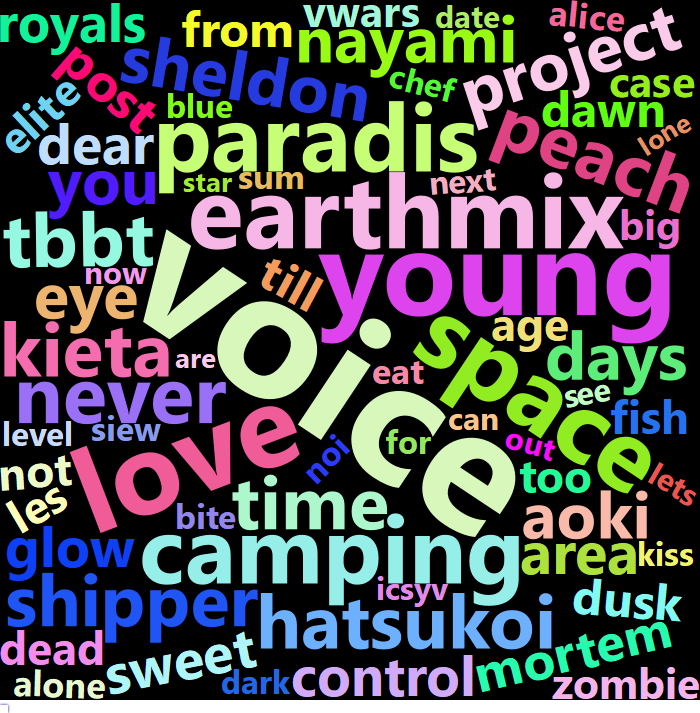 royals
from
vwars
date
alice
nayami
project
post
sheldon
chef
case
elite
blue
dawn
dear
paradis
peach
lone
you
star
sum
next
earthmix
big
tbbt
now
till
young
eye
voice
age
kieta
are
space
days
eat
see
never
fish
love
level
siew
can
for
out
noi
not
too
lets
les
time
bite
aoki
glow
camping
area
kiss
icsyv
shipper
hatsukoi
dusk
dead
sweet
mortem
alone
dark
control
zombie